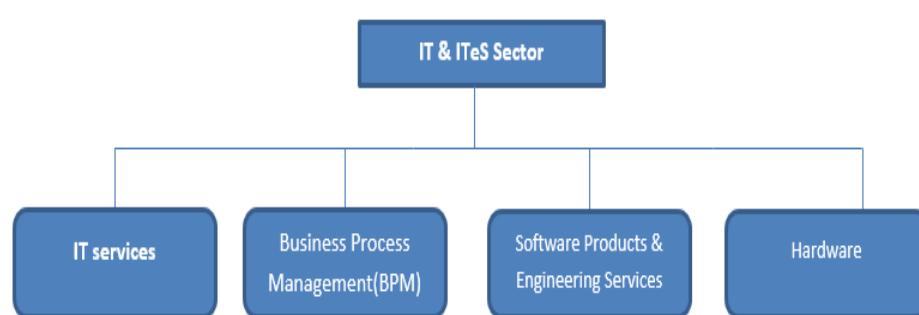 IT & ITeS Sector
IT services
Business Process
Management(BPM)
Software Products &
Engineering Services
Hardware